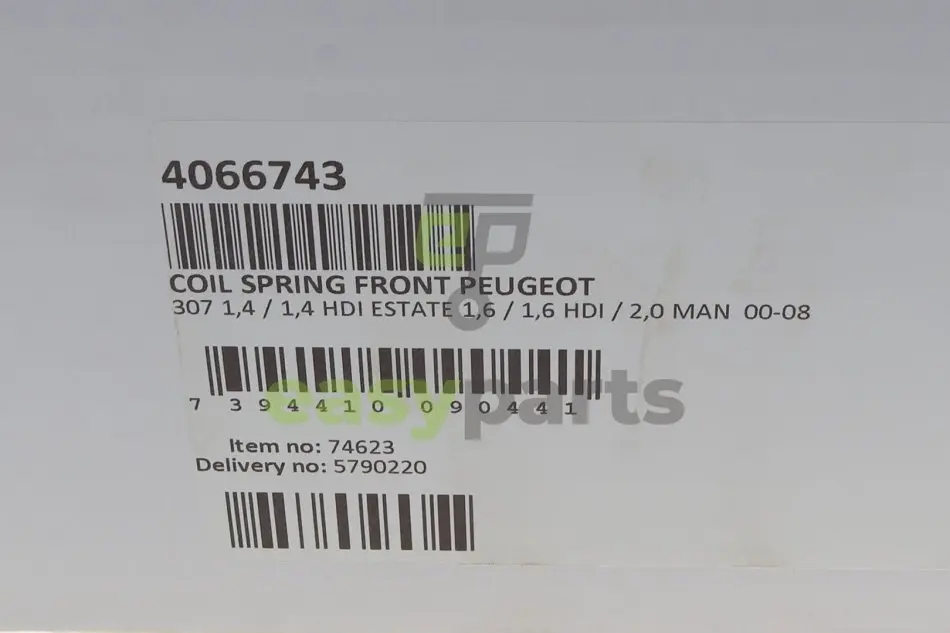 4066743
COIL SPRING FRONT PEUGEOT
307 1,4 / 1,4 HDI ESTATE 1,6 / 1,6 HDI / 2,0 MAN 00-08
7 394410 090441
easyparts
Item no: 74623
Delivery no: 5790220
ep